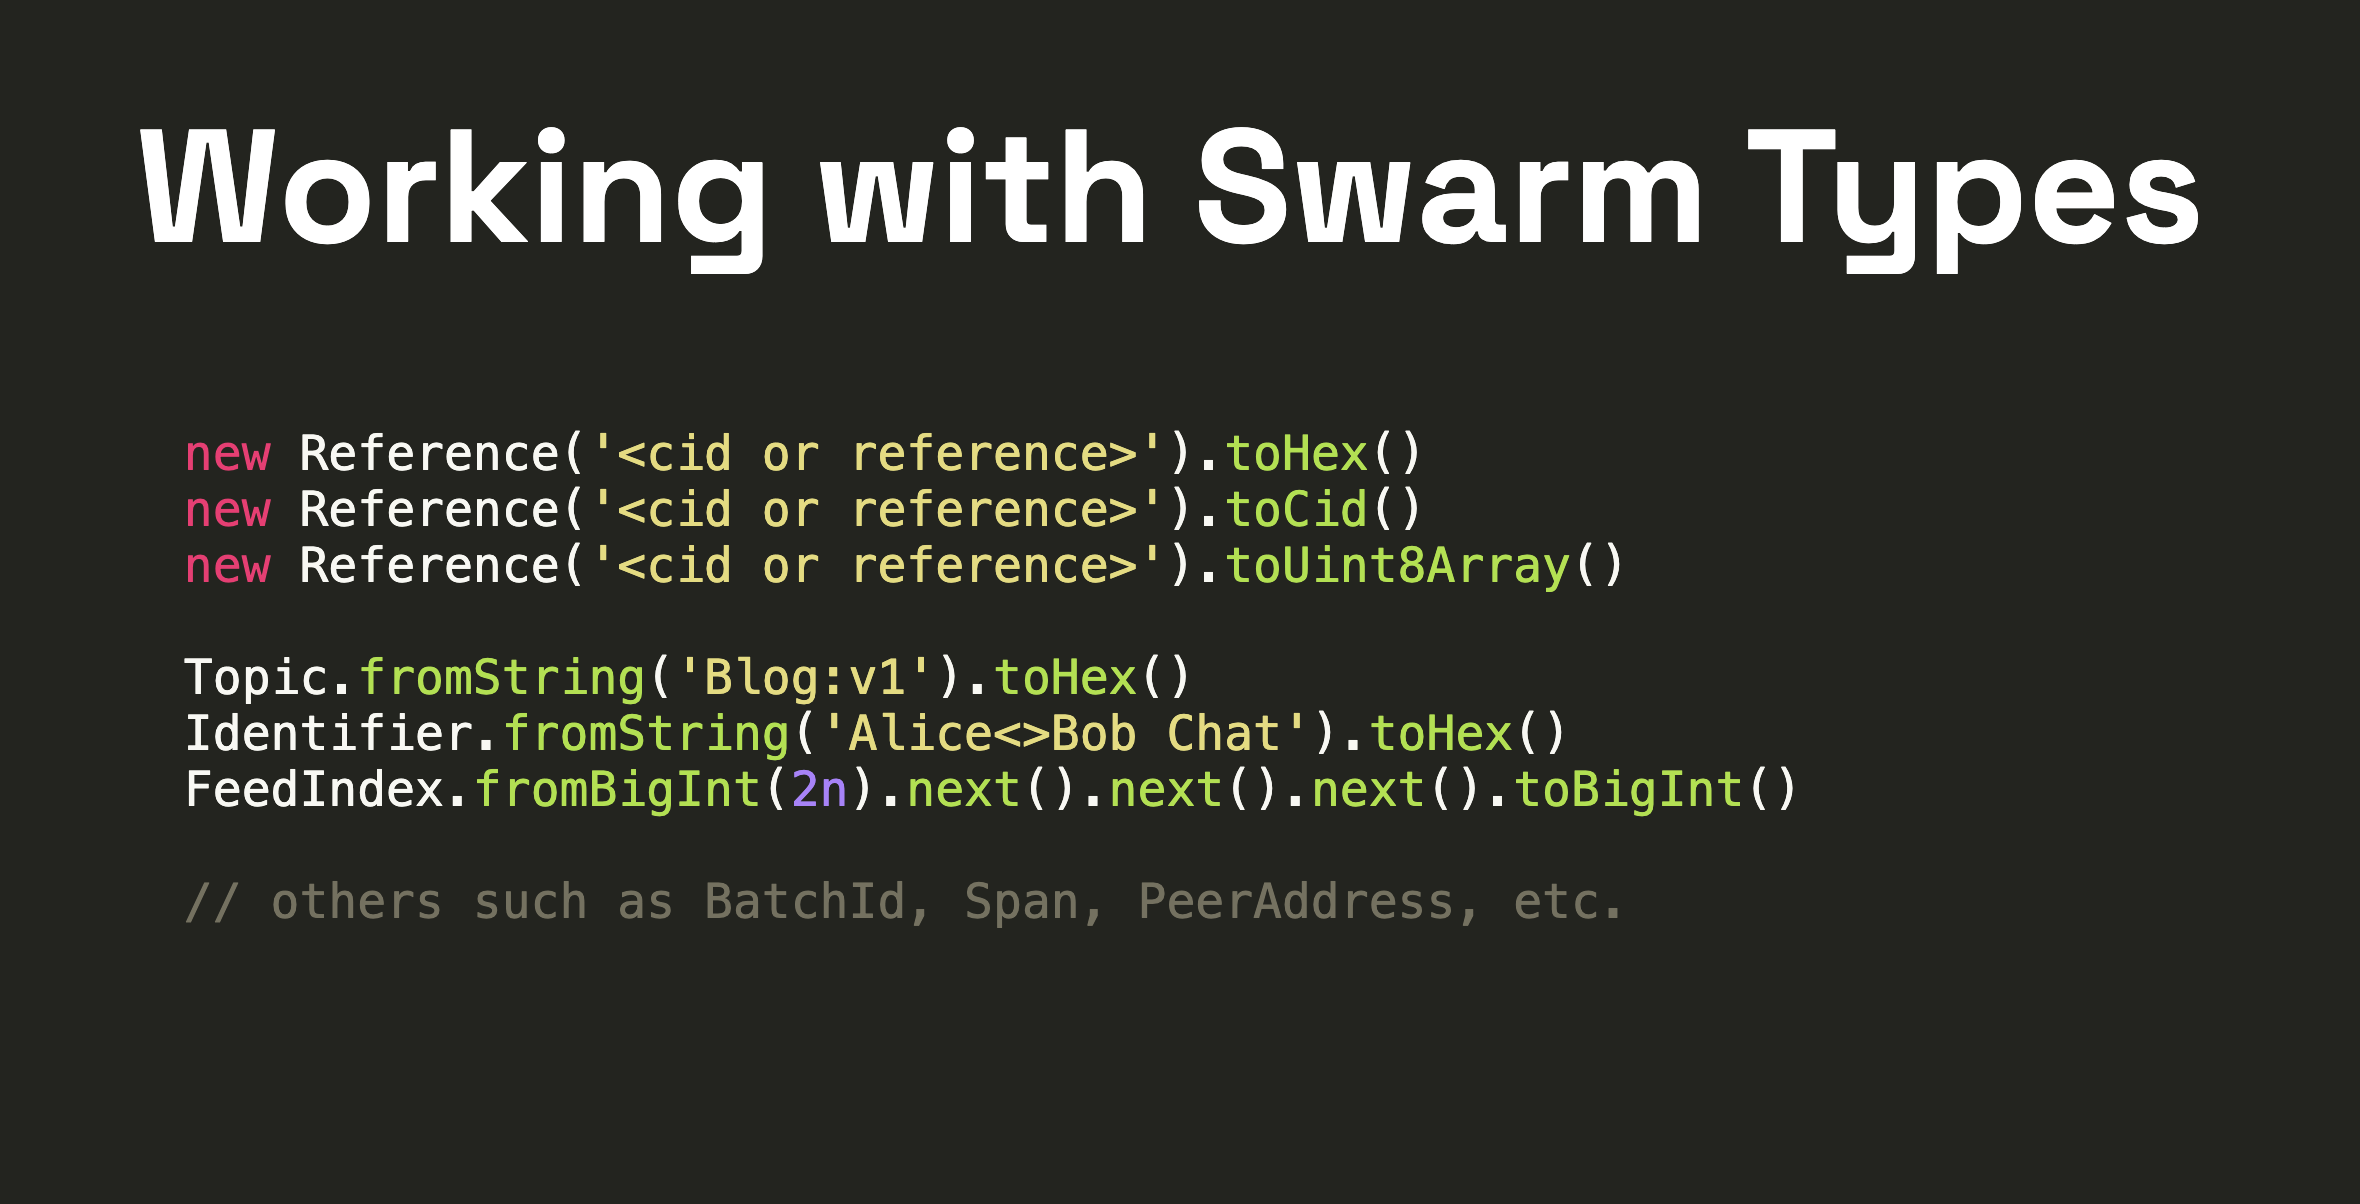 Working with Swarm Types
new Reference('<cid or reference>').toHex()
new Reference('<cid or reference>').toCid()
new Reference('<cid or reference>').toUint8Array()
Topic.fromString('Blog:v1').toHex()
Identifier.fromString('Alice<>Bob Chat').toHex()
FeedIndex.fromBigInt(2n).next().next().next().toBigInt()
// others such as BatchId, Span, PeerAddress, etc.